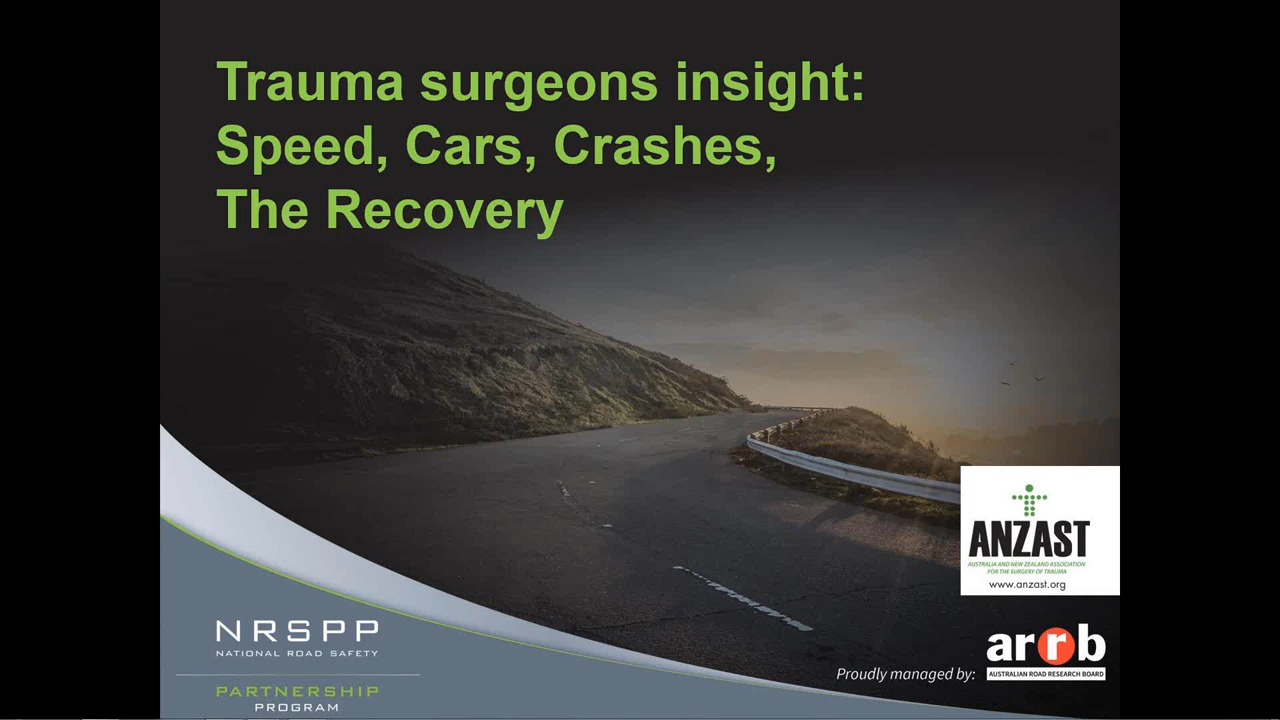 Trauma surgeons insight:
Speed, Cars, Crashes,
The Recovery
ANZAST
AUSTRALIA AND NEW ZEALAND ASSOCIATION
FOR THE SURGERY OF TRAUMA
www.anzast.org
NRSPP
NATIONAL ROAD SAFETY
PARTNERSHIP
PROGRAM
Proudly managed by:
arrb
AUSTRALIAN ROAD RESEARCH BOARD